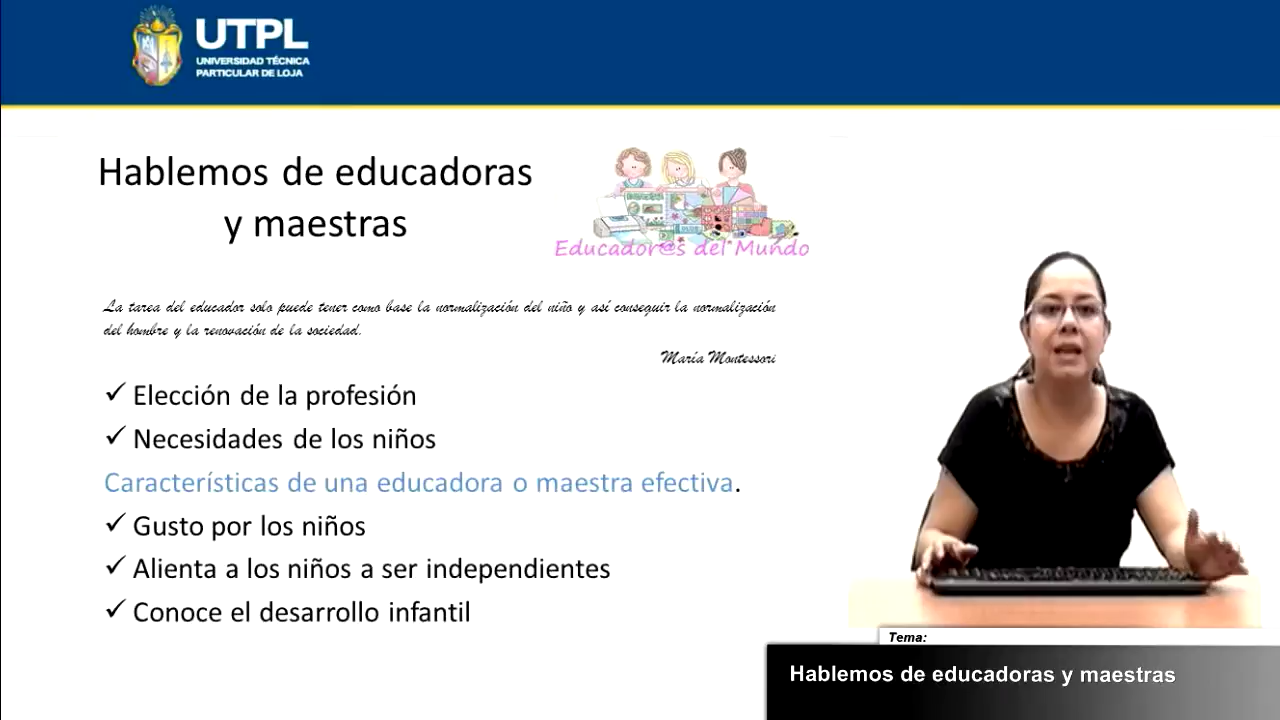 UTPL
UNIVERSIDAD TÉCNICA
PARTICULAR DE LOJA
Hablemos de educadoras
y maestras
Educador@s del Mundo
La tarea del educador solo puede tener como base la normalización del niño y así conseguir la normalización
del hombre y la renovación de la sociedad.
María Montessori
✓ Elección de la profesión
✓ Necesidades de los niños
Características de una educadora o maestra efectiva.
✓ Gusto por los niños
✓ Alienta a los niños a ser independientes
✓ Conoce el desarrollo infantil
Tema:
Hablemos de educadoras y maestras